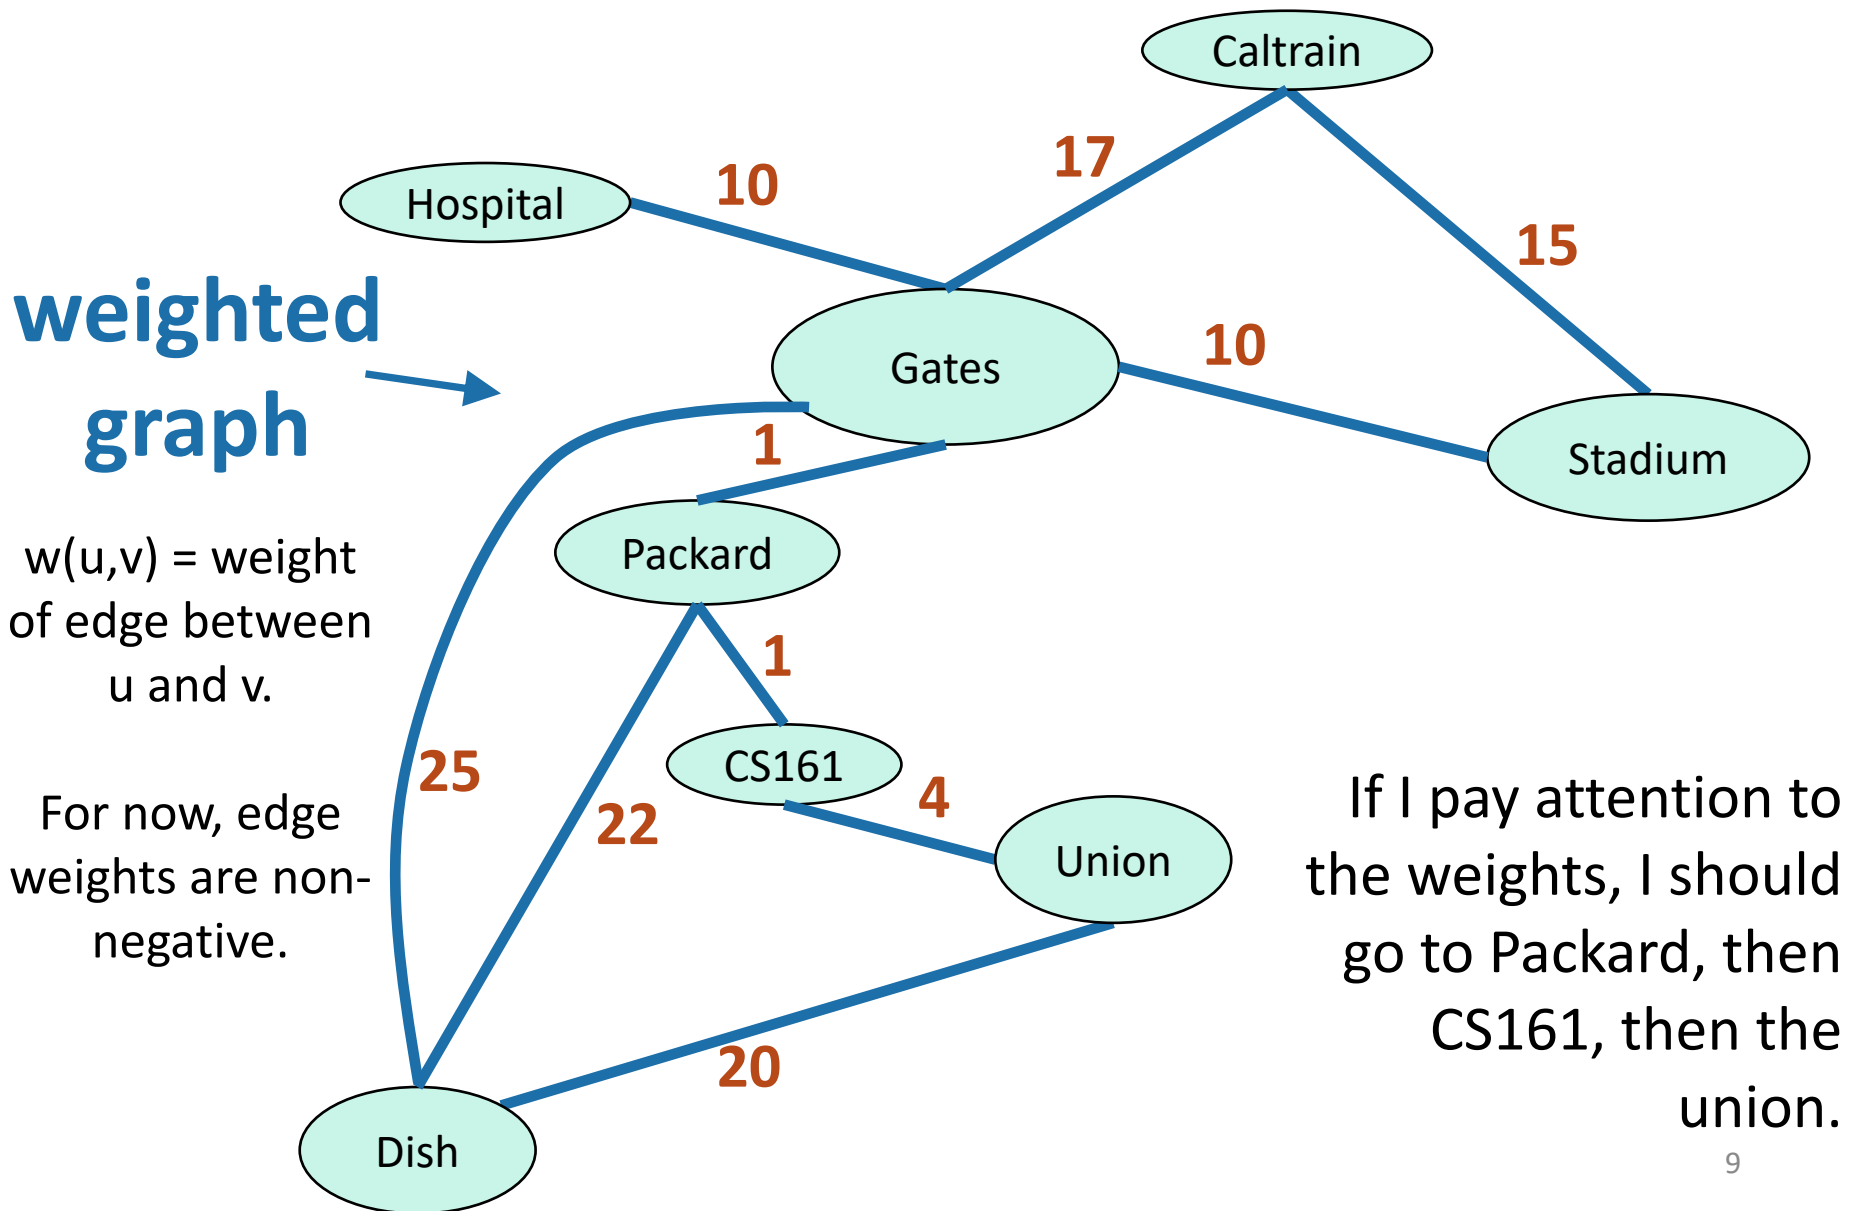 Caltrain
17
10
Hospital
15
weighted
graph
10
Gates
1
Stadium
w(u,v) = weight
of edge between
u and v.
Packard
1
25
CS161
4
22
Union
For now, edge
weights are non-
negative.
If I pay attention to
the weights, I should
go to Packard, then
CS161, then the
union.
20
Dish
9